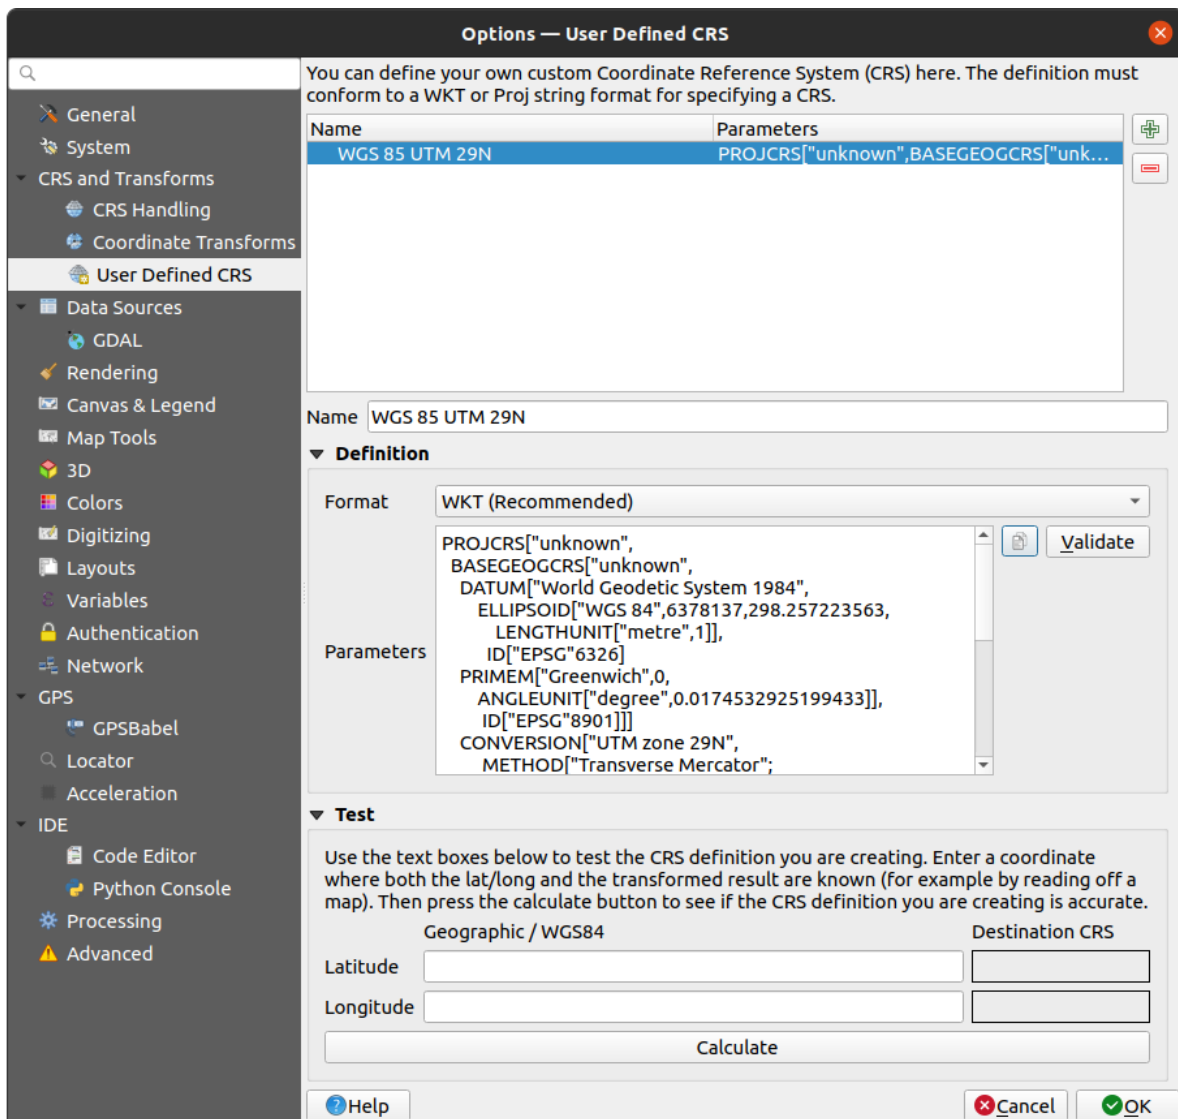 Options — User Defined CRS
General
System
CRS and Transforms
CRS Handling
Coordinate Transforms
User Defined CRS
Data Sources
GDAL
Rendering
Canvas & Legend
Map Tools
3D
Colors
Digitizing
Layouts
Variables
Authentication
Network
GPS
GPSBabel
Locator
Acceleration
IDE
Code Editor
Python Console
Processing
Advanced
You can define your own custom Coordinate Reference System (CRS) here. The definition must
conform to a WKT or Proj string format for specifying a CRS.
Name Parameters
WGS 85 UTM 29N PROJCRS["unknown",BASEGEOGCRS["unk...
Name WGS 85 UTM 29N
Definition
Format WKT (Recommended)
Parameters
PROJCRS["unknown",
BASEGEOGCRS["unknown",
DATUM["World Geodetic System 1984",
ELLIPSOID["WGS 84",6378137,298.257223563,
LENGTHUNIT["metre",1]],
ID["EPSG"6326]
PRIMEM["Greenwich",0,
ANGLEUNIT["degree",0.0174532925199433]],
ID["EPSG"8901]]]
CONVERSION["UTM zone 29N",
METHOD["Transverse Mercator";
Validate
Test
Use the text boxes below to test the CRS definition you are creating. Enter a coordinate
where both the lat/long and the transformed result are known (for example by reading off a
map). Then press the calculate button to see if the CRS definition you are creating is accurate.
Geographic / WGS84 Destination CRS
Latitude
Longitude
Calculate
Help Cancel OK